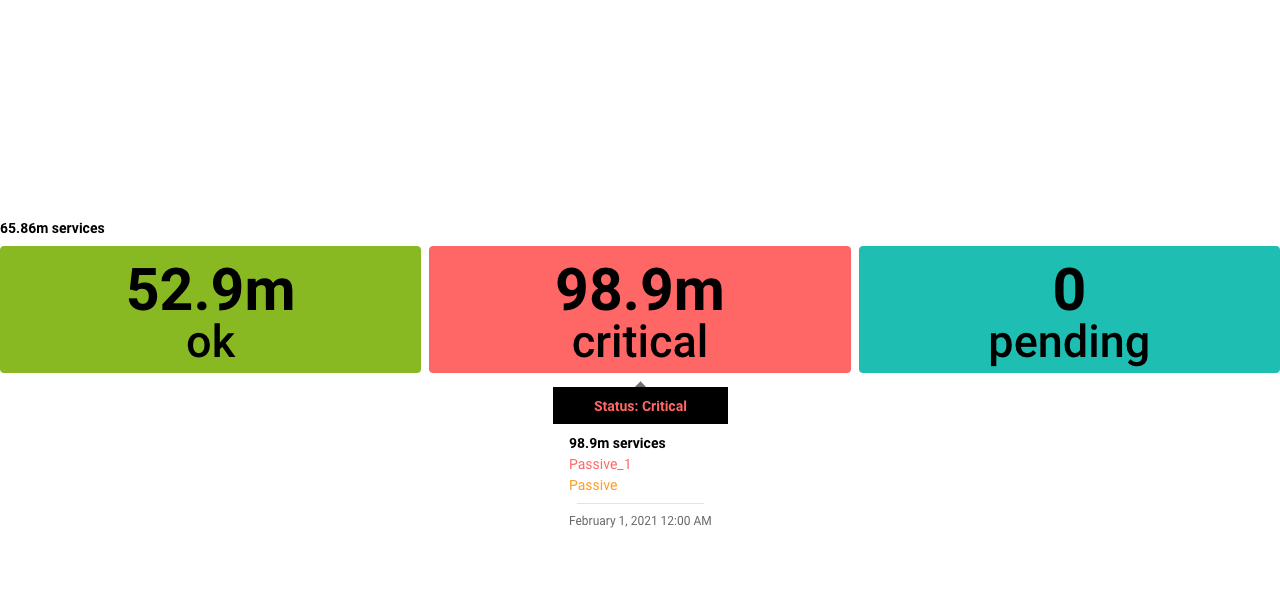 65.86m services
52.9m
ok
98.9m
critical
0
pending
Status: Critical
98.9m services
Passive_1
Passive
February 1, 2021 12:00 AM